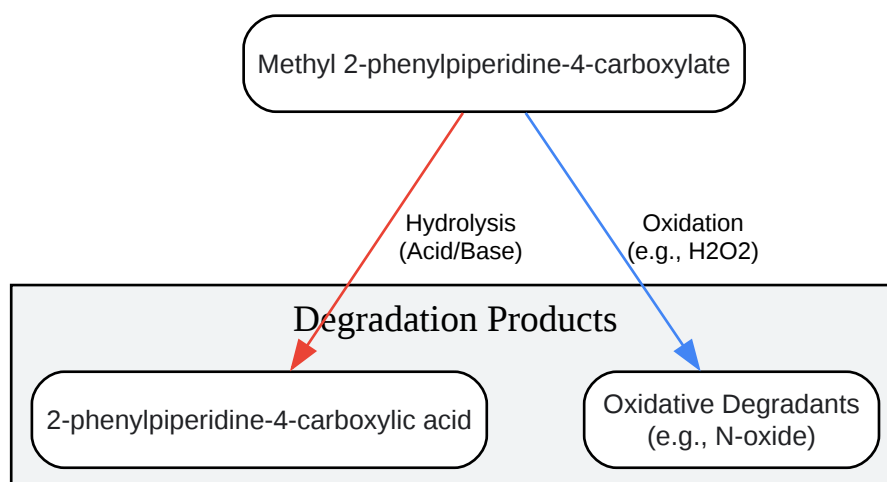 Methyl 2-phenylpiperidine-4-carboxylate
Hydrolysis
(Acid/Base)
Oxidation
(e.g., H2O2)
Degradation Products
2-phenylpiperidine-4-carboxylic acid
Oxidative Degradants
(e.g., N-oxide)